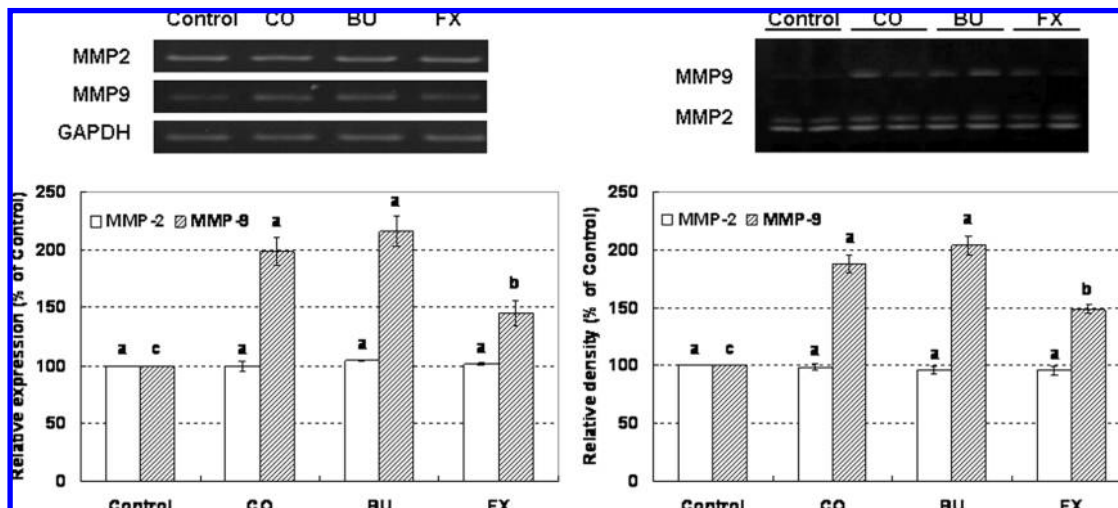 Control CO BU FX
MMP2
MMP9
GAPDH
Control CO BU FX
MMP9
MMP2
Relative expression (% of Control)
250
200
150
100
50
0
MMP-2 MMP-9
a c a a a a a b
Control CO BU FX
Relative density (% of Control)
250
200
150
100
50
0
MMP-2 MMP-9
a c a a a a a b
Control CO BU FX